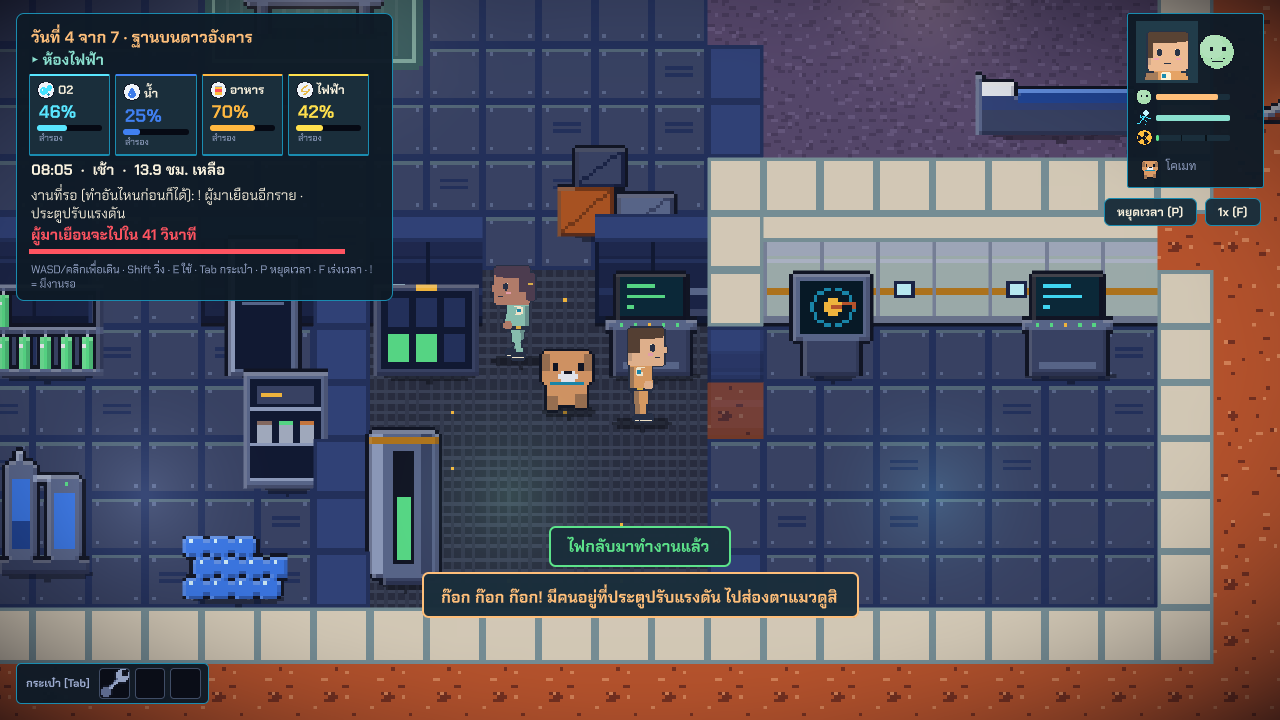 วันที่ 4 จาก 7 · ฐานบนดาวอังคาร
▸ ห้องไฟฟ้า
O2
46%
สำรอง
น้ำ
25%
สำรอง
อาหาร
70%
สำรอง
ไฟฟ้า
42%
สำรอง
08:05 · เช้า · 13.9 ชม. เหลือ
งานที่รอ (ทำอันไหนก่อนก็ได้): ! ผู้มาเยือนอีกราย ·
ประตูปรับแรงดัน
ผู้มาเยือนจะไปใน 41 วินาที
WASD/คลิกเพื่อเดิน · Shift วิ่ง · E ใช้ · Tab กระเป๋า · P หยุดเวลา · F เร่งเวลา · !
= มีงานรอ
โคเมท
หยุดเวลา (P)
1x (F)
ไฟกลับมาทำงานแล้ว
ก๊อก ก๊อก ก๊อก! มีคนอยู่ที่ประตูปรับแรงดัน ไปส่องตาแมวดูสิ
กระเป๋า [Tab]